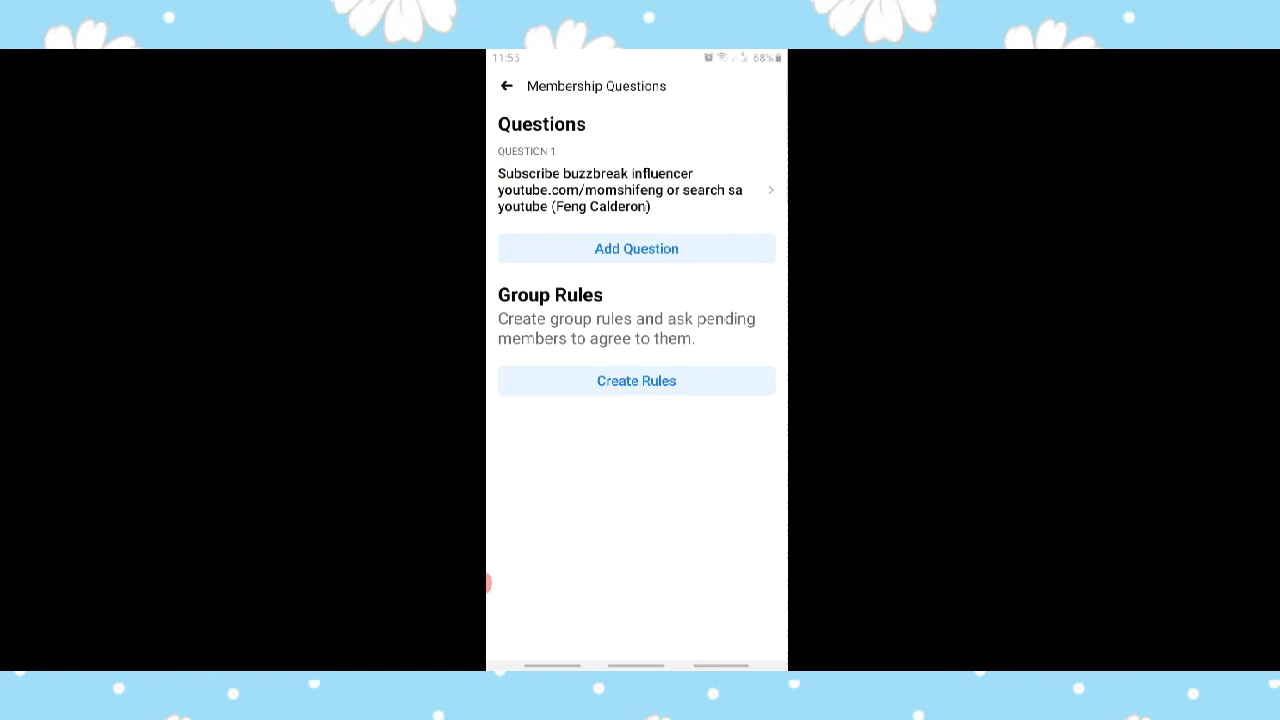 11:55
68%
Membership Questions
Questions
QUESTION 1
Subscribe buzzbreak influencer
youtube.com/momshifeng or search sa
youtube (Feng Calderon)
Add Question
Group Rules
Create group rules and ask pending
members to agree to them.
Create Rules